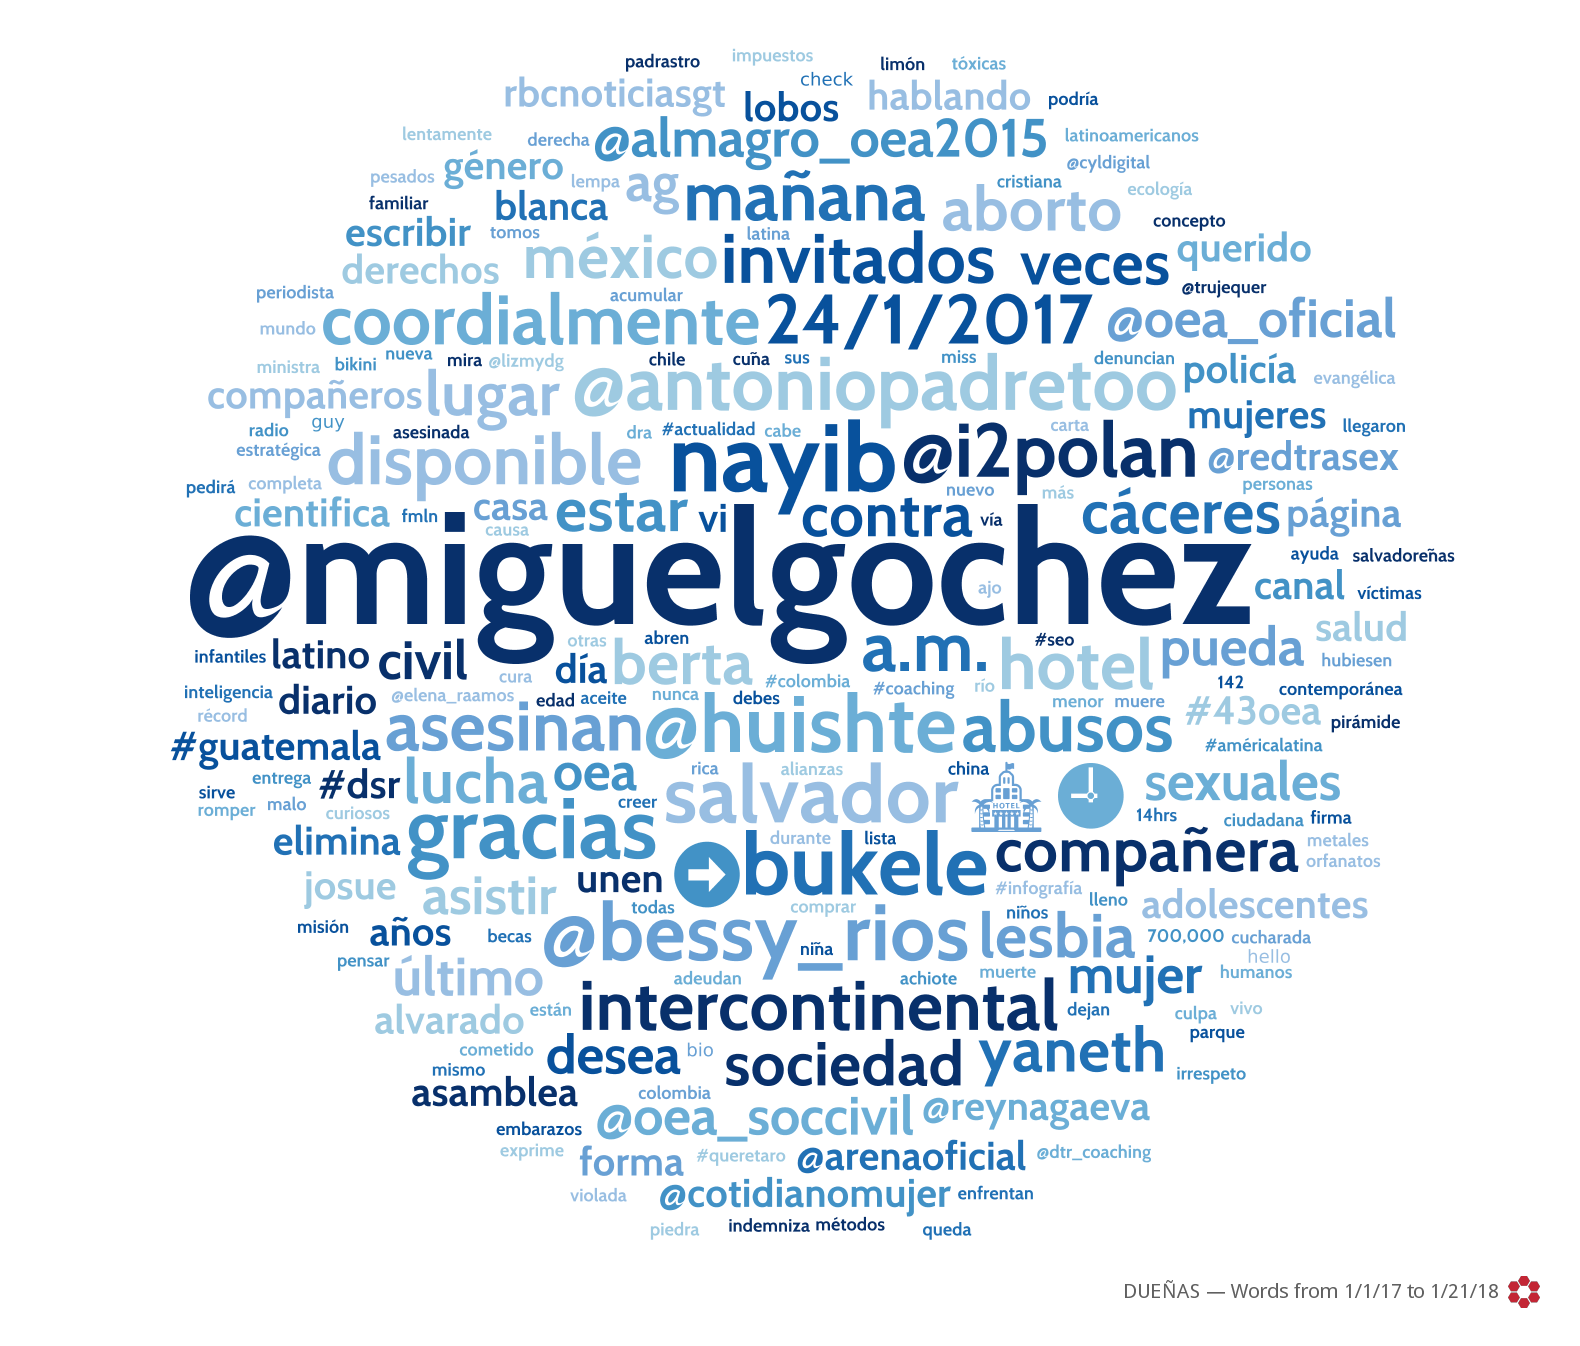 padrastro impuestos limón tóxicas
check
rbcnoticiasgt lobos hablando podría
lentamente derecha @almagro_oea2015 latinoamericanos
pesados género lempa ag mañana cristiana @cyldigital ecología
familiar blanca aborto concepto
escribir tomos latina querido
derechos méxico invitados veces
periodista acumular @trujequer
mundo coordialmente 24/1/2017 @oea_oficial
ministra bikini nueva mira @lizmydg chile cuña sus miss denuncian policía evangélica
compañeros lugar @antoniopadretoo mujeres
radio guy asesinada dra #actualidad cabe carta llegaron
estratégica disponible nayib @i2polan @redtrasex
pedirá completa nuevo más personas
cientifica fmln casa estar vi contra vía cáceres página
causa
@miguelgochez ayuda salvadoreñas
ajo canal víctimas
infantiles latino civil otras abren a.m. #seo pueda salud
cura día berta #colombia hotel hubiesen
inteligencia diario @elena_raamos edad aceite nunca debes #coaching río 142 contemporánea
récord asesinan @huishte abusos menor muere #43oea pirámide
#guatemala #américalatina
entrega #dsr lucha oea rica alianzas china HOTEL sexuales
sirve malo creer salvador 14hrs
romper curiosos ciudadana firma
elimina gracias durante lista compañera metales
orfanatos
josue asistir unen bukele #infografía lleno adolescentes
todas comprar niños
misión años becas @bessy_rios niña lesbia 700,000 cucharada
pensar último adeudan achiote muerte mujer hello
humanos
alvarado están intercontinental dejan culpa vivo
parque
cometido desea bio sociedad yaneth
mismo irrespeto
asamblea colombia
embarazos @oea_soccivil @reynagaeva
exprime forma #queretaro @arenaoficial @dtr_coaching
violada @cotidianomujer enfrentan
piedra indemniza métodos queda
DUEÑAS — Words from 1/1/17 to 1/21/18